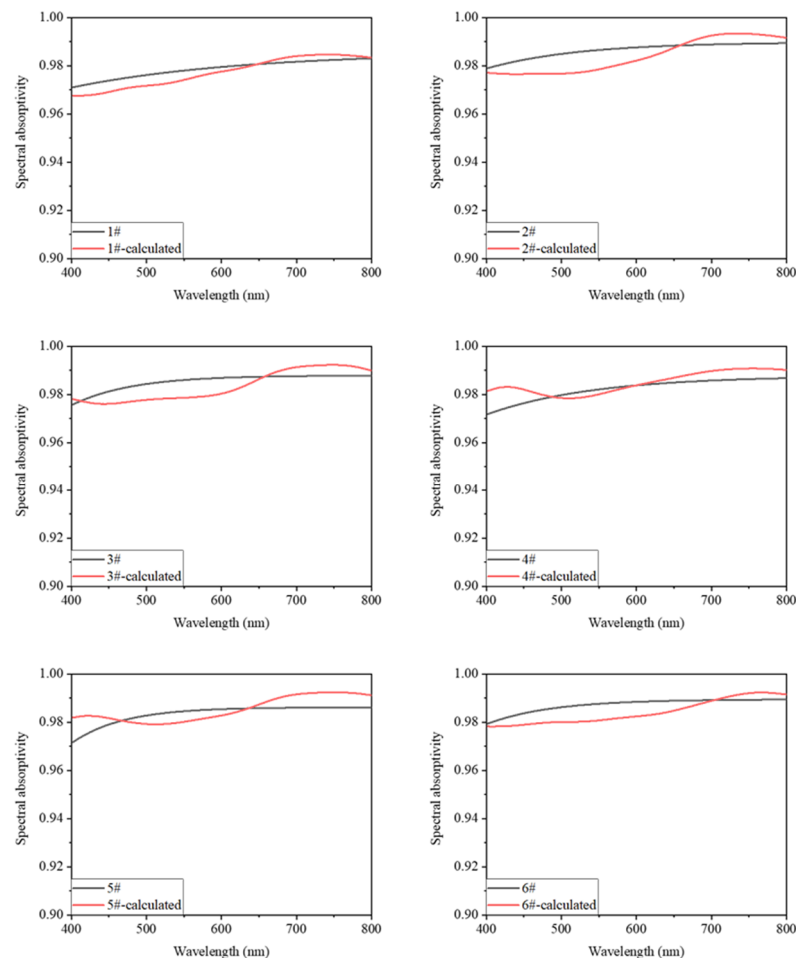 1.00
0.98
0.96
0.94
0.92
0.90
Spectral absorptivity
1#
1#-calculated
400 500 600 700 800
Wavelength (nm)
1.00
0.98
0.96
0.94
0.92
0.90
Spectral absorptivity
2#
2#-calculated
400 500 600 700 800
Wavelength (nm)
1.00
0.98
0.96
0.94
0.92
0.90
Spectral absorptivity
3#
3#-calculated
400 500 600 700 800
Wavelength (nm)
1.00
0.98
0.96
0.94
0.92
0.90
Spectral absorptivity
4#
4#-calculated
400 500 600 700 800
Wavelength (nm)
1.00
0.98
0.96
0.94
0.92
0.90
Spectral absorptivity
5#
5#-calculated
400 500 600 700 800
Wavelength (nm)
1.00
0.98
0.96
0.94
0.92
0.90
Spectral absorptivity
6#
6#-calculated
400 500 600 700 800
Wavelength (nm)